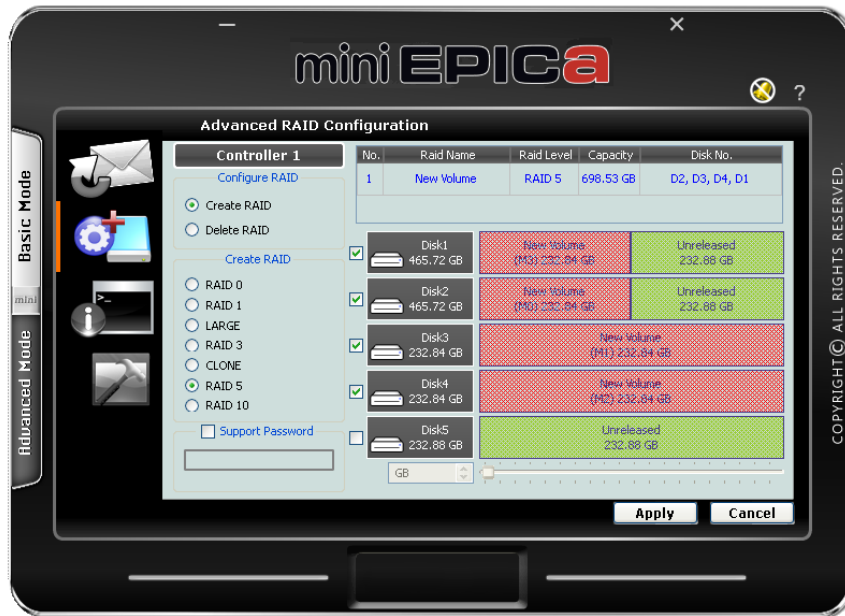 mini EPICa
?
Advanced RAID Configuration
Basic Mode
mini
Advanced Mode
Controller 1
Configure RAID
Create RAID
Delete RAID
Create RAID
RAID 0
RAID 1
LARGE
RAID 3
CLONE
RAID 5
RAID 10
Support Password
No. Raid Name Raid Level Capacity Disk No.
1 New Volume RAID 5 698.53 GB D2, D3, D4, D1
Disk1 New Volume Unreleased
465.72 GB (M3) 232.84 GB 232.88 GB
Disk2 New Volume Unreleased
465.72 GB (M0) 232.84 GB 232.88 GB
Disk3 New Volume
232.84 GB (M1) 232.84 GB
Disk4 New Volume
232.84 GB (M2) 232.84 GB
Disk5 Unreleased
232.88 GB 232.88 GB
GB
Apply Cancel
COPYRIGHT© ALL RIGHTS RESERVED.